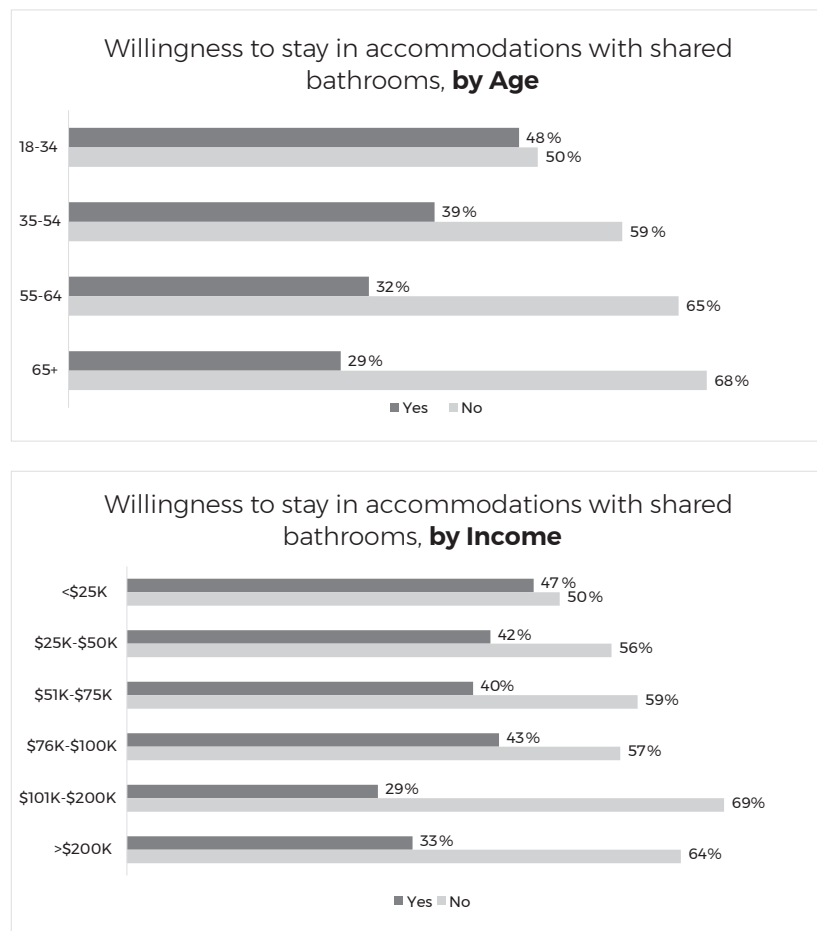 Willingness to stay in accommodations with shared
bathrooms, by Age
18-34
48%
50%
35-54
39%
59%
55-64
32%
65%
65+
29%
68%
Yes No
Willingness to stay in accommodations with shared
bathrooms, by Income
<$25K
47%
50%
$25K-$50K
42%
56%
$51K-$75K
40%
59%
$76K-$100K
43%
57%
$101K-$200K
29%
69%
>$200K
33%
64%
Yes No